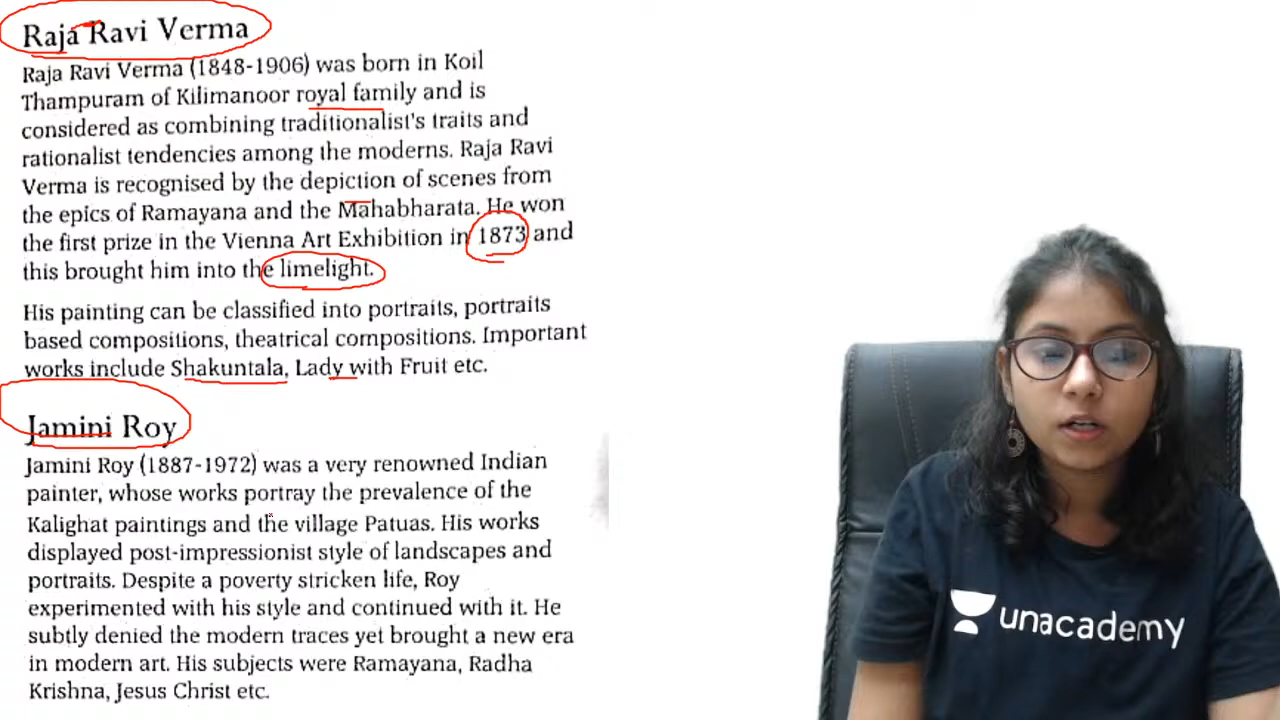 Raja Ravi Verma
Raja Ravi Verma (1848-1906) was born in Koil
Thampuram of Kilimanoor royal family and is
considered as combining traditionalist's traits and
rationalist tendencies among the moderns. Raja Ravi
Verma is recognised by the depiction of scenes from
the epics of Ramayana and the Mahabharata. He won
the first prize in the Vienna Art Exhibition in 1873 and
this brought him into the limelight.
His painting can be classified into portraits, portraits
based compositions, theatrical compositions. Important
works include Shakuntala, Lady with Fruit etc.
Jamini Roy
Jamini Roy (1887-1972) was a very renowned Indian
painter, whose works portray the prevalence of the
Kalighat paintings and the village Patuas. His works
displayed post-impressionist style of landscapes and
portraits. Despite a poverty stricken life, Roy
experimented with his style and continued with it. He
subtly denied the modern traces yet brought a new era
in modern art. His subjects were Ramayana, Radha
Krishna, Jesus Christ etc.
unacademy